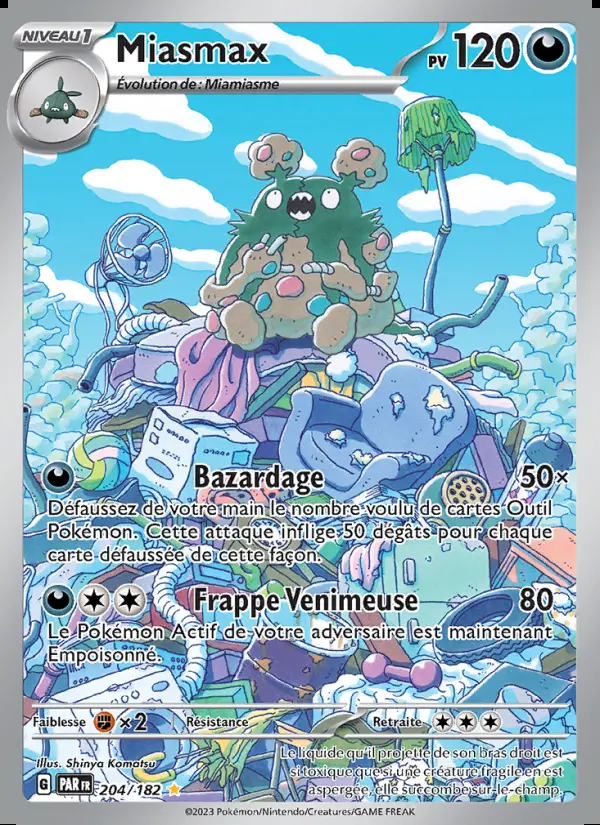 NIVEAU 1
Miasmax
PV 120
Évolution de : Miamiasme
Bazardage 50×
Défaussez de votre main le nombre voulu de cartes Outil
Pokémon. Cette attaque inflige 50 dégâts pour chaque
carte défaussée de cette façon.
Frappe Venimeuse 80
Le Pokémon Actif de votre adversaire est maintenant
Empoisonné.
Faiblesse ×2 Résistance Retraite
Illus. Shinya Komatsu
Le liquide qu'il projette de son bras droit est
si toxique que si une créature fragile en est
aspergée, elle succombe sur-le-champ.
G PAR FR 204/182
©2023 Pokémon/Nintendo/Creatures/GAME FREAK